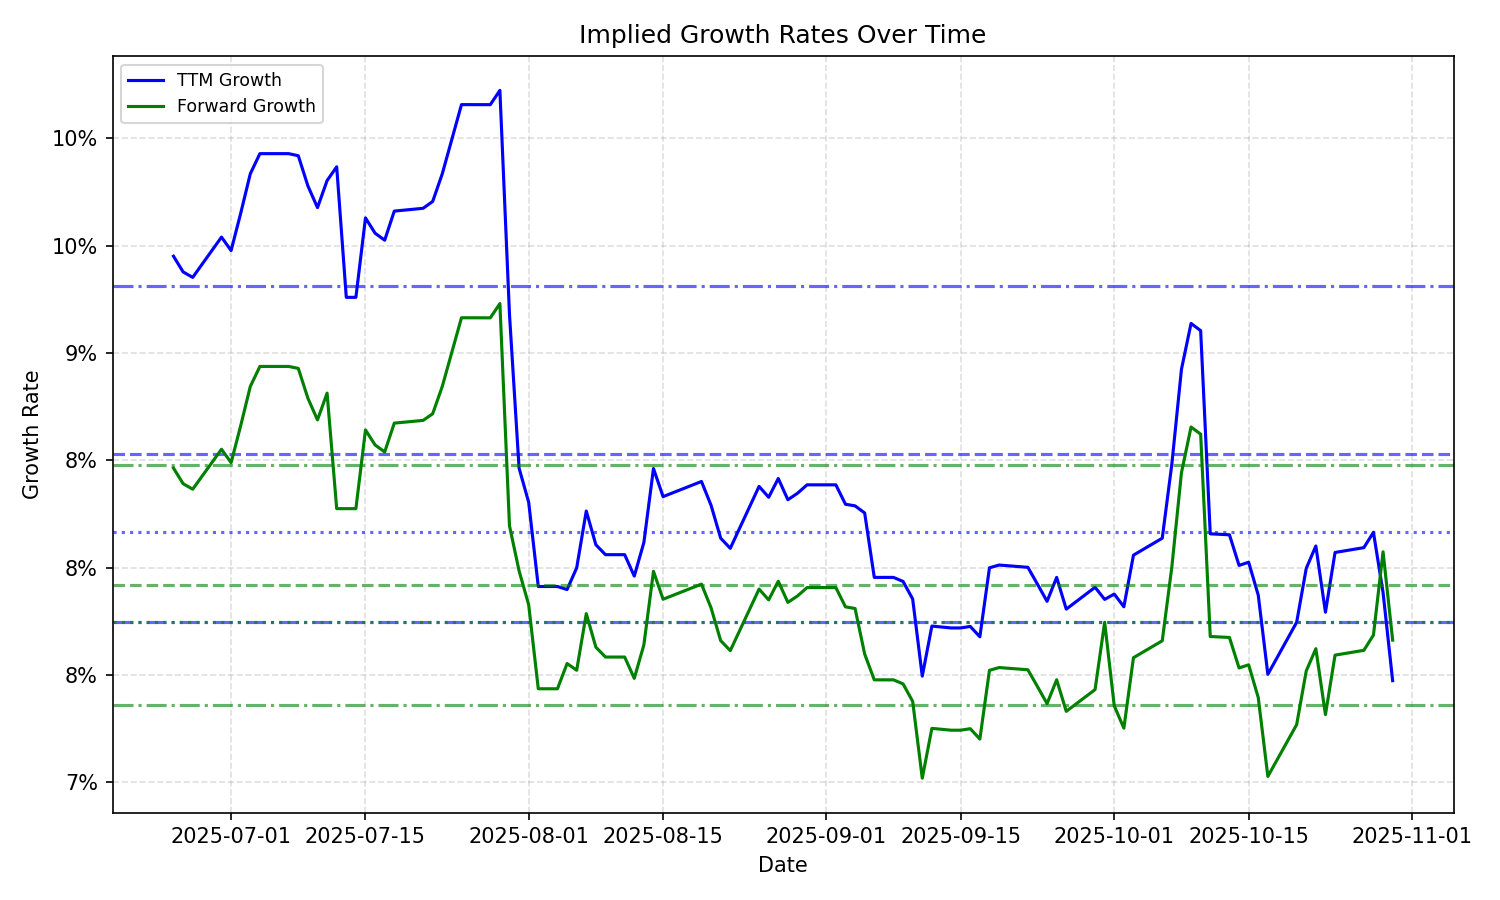 Implied Growth Rates Over Time
TTM Growth
Forward Growth
10%
10%
9%
8%
8%
8%
7%
Growth Rate
2025-07-01 2025-07-15 2025-08-01 2025-08-15 2025-09-01 2025-09-15 2025-10-01 2025-10-15 2025-11-01
Date